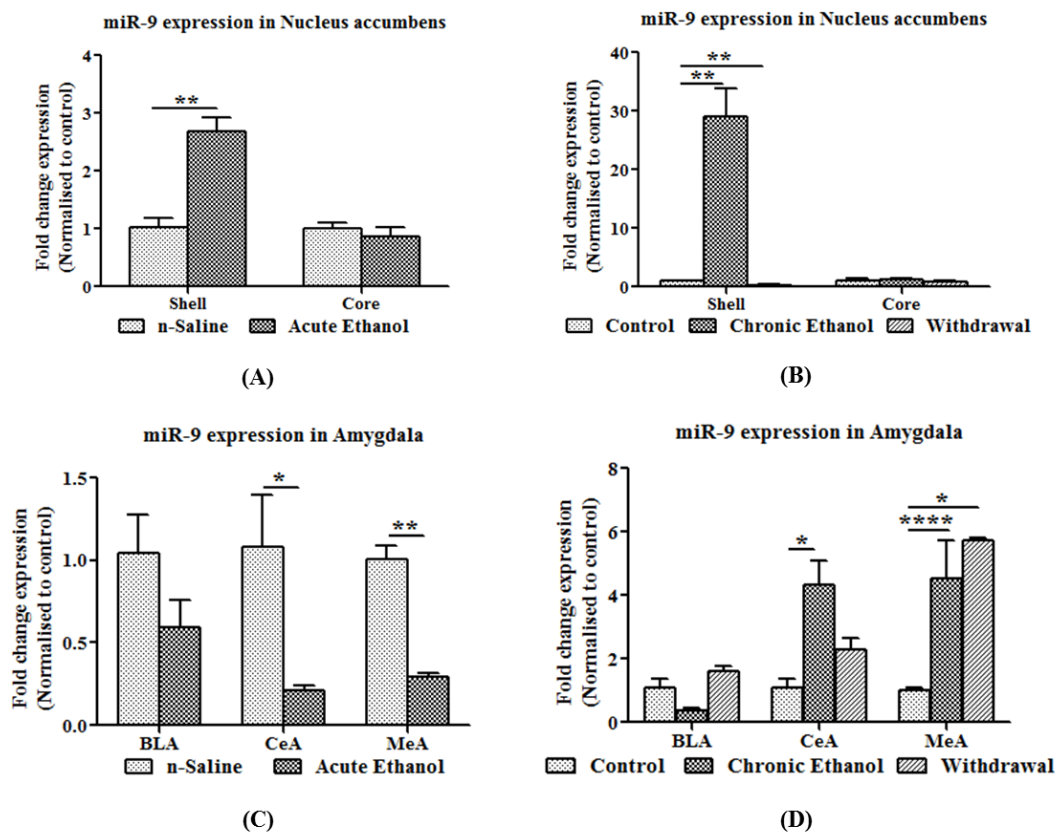 miR-9 expression in Nucleus accumbens
Fold change expression
(Normalised to control)
4
3
2
1
0
**
Shell
Core
n-Saline
Acute Ethanol
(A)
miR-9 expression in Nucleus accumbens
Fold change expression
(Normalised to control)
40
30
20
10
0
**
**
Shell
Core
Control
Chronic Ethanol
Withdrawal
(B)
miR-9 expression in Amygdala
Fold change expression
(Normalised to control)
1.5
1.0
0.5
0.0
*
**
BLA
CeA
MeA
n-Saline
Acute Ethanol
(C)
miR-9 expression in Amygdala
Fold change expression
(Normalised to control)
8
6
4
2
0
*
*
****
BLA
CeA
MeA
Control
Chronic Ethanol
Withdrawal
(D)